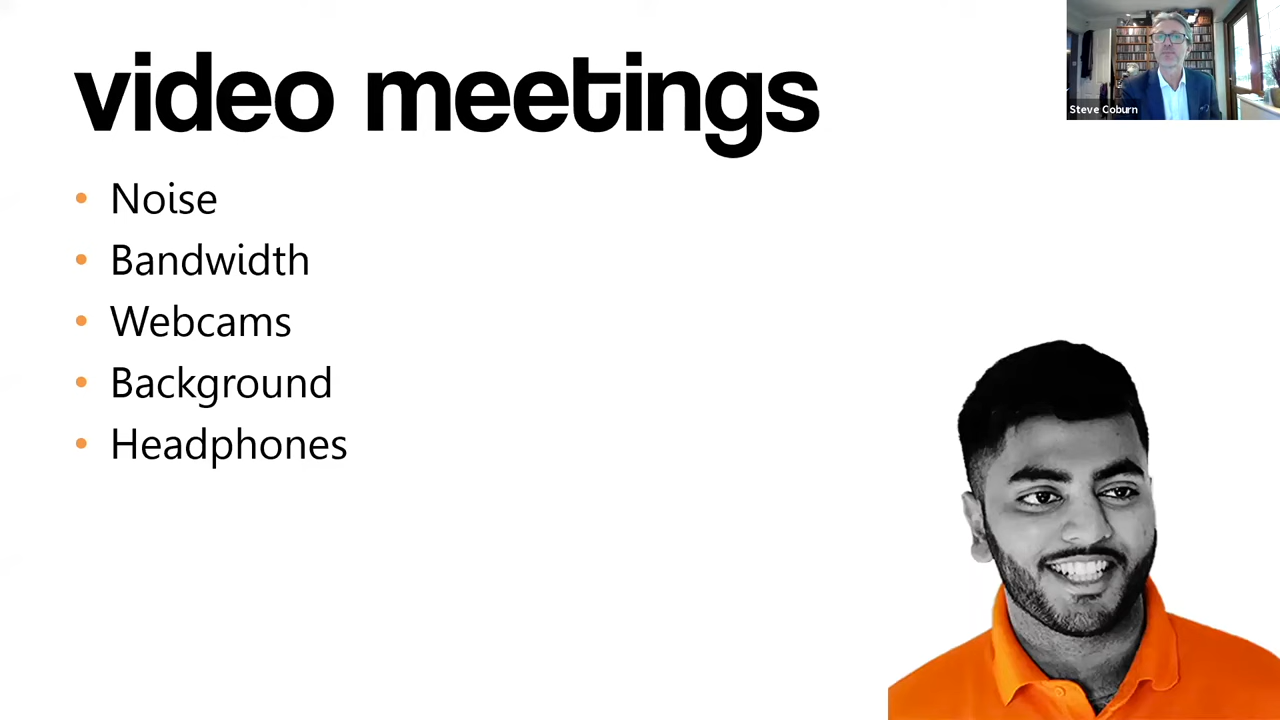 video meetings
Steve Coburn
Noise
Bandwidth
Webcams
Background
Headphones